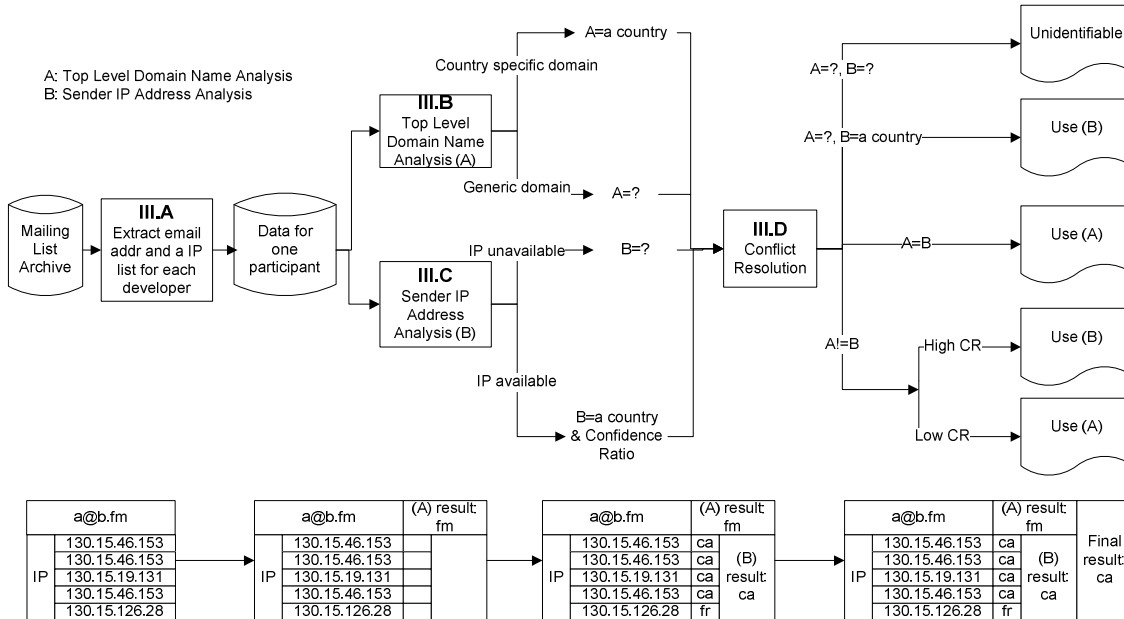 A: Top Level Domain Name Analysis
B: Sender IP Address Analysis
Mailing
List
Archive
III.A
Extract email
addr and a IP
list for each
developer
Data for
one
participant
III.B
Top Level
Domain Name
Analysis (A)
III.C
Sender IP
Address
Analysis (B)
Country specific domain
Generic domain
IP unavailable
IP available
A=a country
A=?
B=?
B=a country
& Confidence
Ratio
III.D
Conflict
Resolution
A=?, B=?
A=?, B=a country
A=B
A!=B
High CR
Low CR
Unidentifiable
Use (B)
Use (A)
Use (B)
Use (A)
a@b.fm
IP
130.15.46.153
130.15.46.153
130.15.19.131
130.15.46.153
130.15.126.28
a@b.fm
(A) result:
fm
IP
130.15.46.153
130.15.46.153
130.15.19.131
130.15.46.153
130.15.126.28
a@b.fm
(A) result:
fm
IP
130.15.46.153 ca
130.15.46.153 ca
130.15.19.131 ca
130.15.46.153 ca
130.15.126.28 fr
(B)
result:
ca
a@b.fm
(A) result:
fm
IP
130.15.46.153 ca
130.15.46.153 ca
130.15.19.131 ca
130.15.46.153 ca
130.15.126.28 fr
(B)
result:
ca
Final
result:
ca